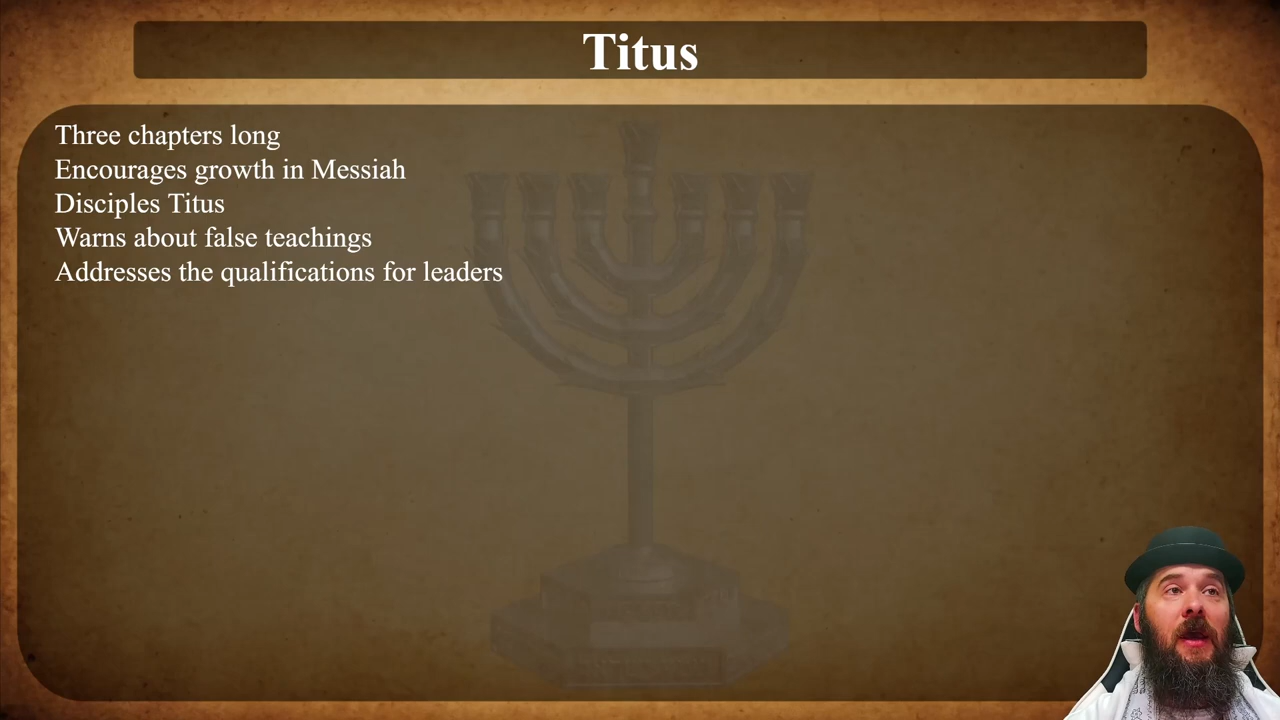 Titus
Three chapters long
Encourages growth in Messiah
Disciples Titus
Warns about false teachings
Addresses the qualifications for leaders